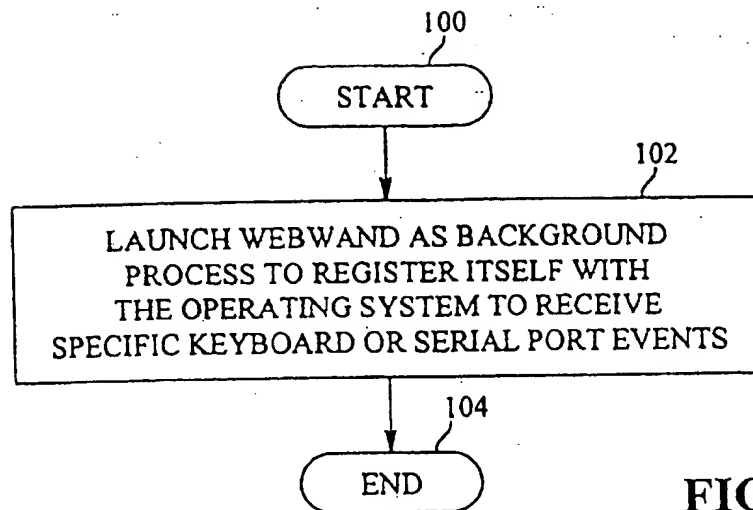 100
START
102
LAUNCH WEBWAND AS BACKGROUND
PROCESS TO REGISTER ITSELF WITH
THE OPERATING SYSTEM TO RECEIVE
SPECIFIC KEYBOARD OR SERIAL PORT EVENTS
104
END
FIG